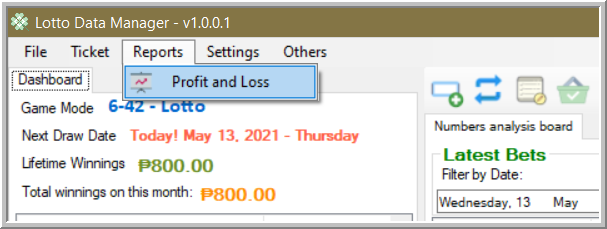 Lotto Data Manager - v1.0.0.1
File Ticket Reports Settings Others
Profit and Loss
Dashboard
Game Mode 6-42 - Lotto
Next Draw Date Today! May 13, 2021 - Thursday
Lifetime Winnings ₱800.00
Total winnings on this month: ₱800.00
Numbers analysis board
Latest Bets
Filter by Date:
Wednesday, 13 May